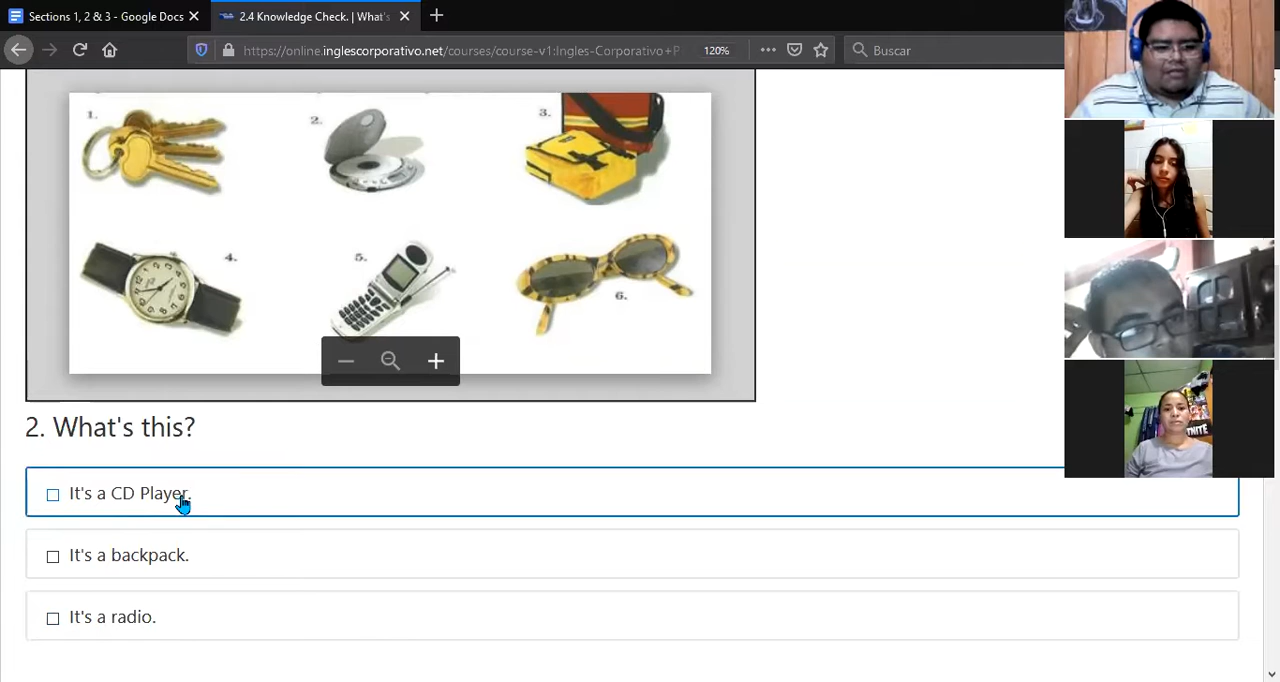 Sections 1, 2 & 3 - Google Docs
2.4 Knowledge Check. | What's
https://online.inglescorporativo.net/courses/course-v1:Ingles-Corporativo+P
120%
Buscar
1.
2.
3.
4.
5.
6.
2. What's this?
It's a CD Player.
It's a backpack.
It's a radio.